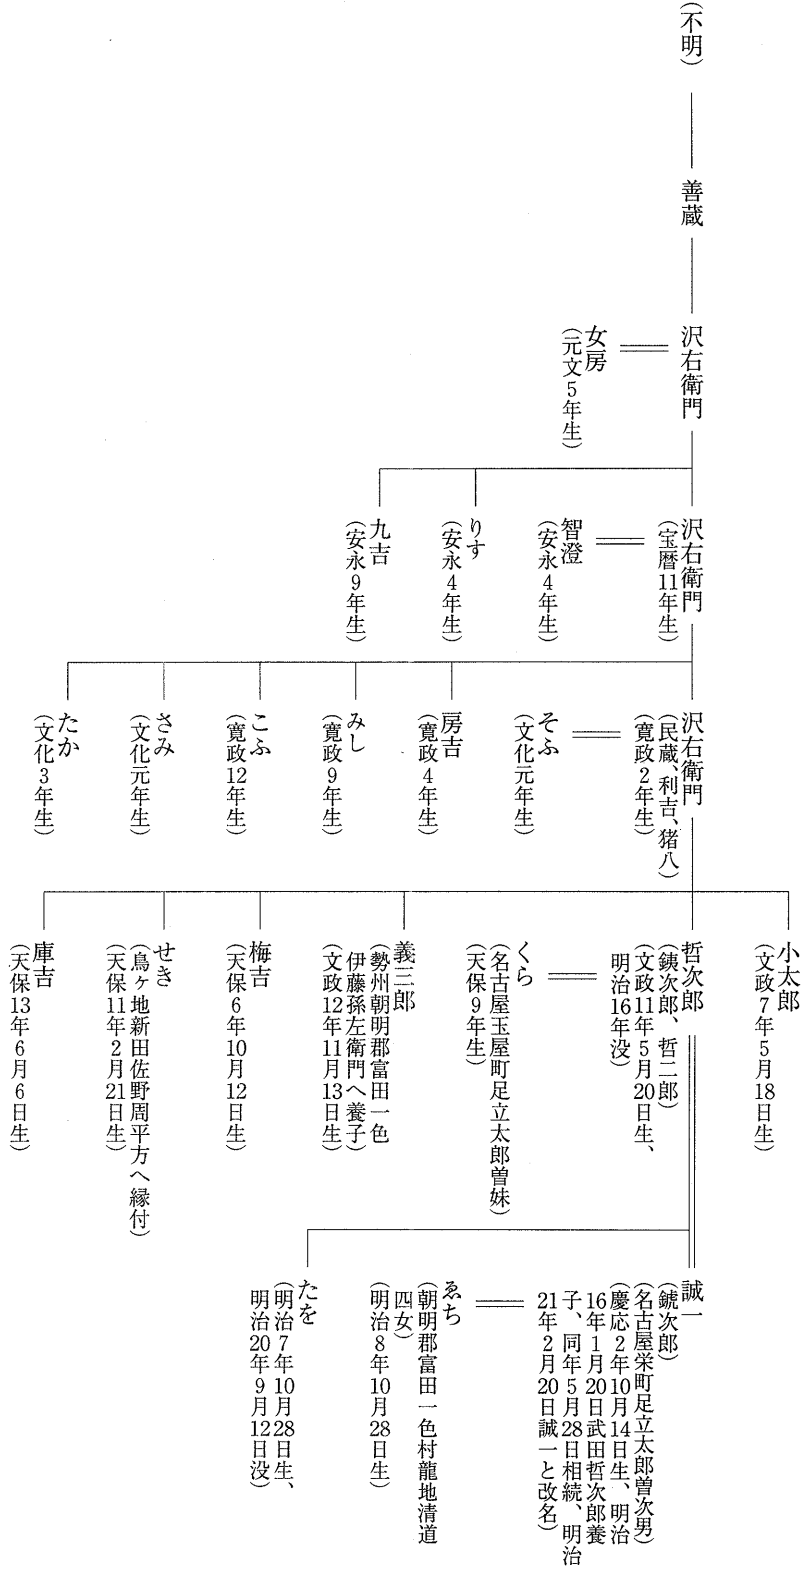 (不明)
善蔵
沢右衛門
女房
(元文5年生)
沢右衛門
(宝暦11年生)
智澄
(安永4年生)
りす
(安永4年生)
九吉
(安永9年生)
沢右衛門
(民蔵、利吉、猪八)
(寛政2年生)
そふ
(文化元年生)
房吉
(寛政4年生)
みし
(寛政9年生)
こふ
(寛政12年生)
さみ
(文化元年生)
たか
(文化3年生)
小太郎
(文政7年5月18日生)
哲次郎
(銕次郎、哲二郎)
(文政11年5月20日生、
明治16年没)
くら
(名古屋玉屋町足立太郎曽妹)
(天保9年生)
義三郎
(勢州朝明郡富田一色
伊藤孫左衛門へ養子)
(文政12年11月13日生)
梅吉
(天保6年10月12日生)
せき
(鳥ヶ地新田佐野周平方へ縁付)
(天保11年2月21日生)
庫吉
(天保13年6月6日生)
誠一
(鋧次郎)
(名古屋栄町足立太郎曽次男)
(慶応2年10月14日生、明治
16年1月20日武田哲次郎養
子、同年5月28日相続、明治
21年2月20日誠一と改名)
ゑち
(朝明郡富田一色村龍地清道
四女)
(明治8年10月28日生)
たを
(明治7年10月28日生、
明治20年9月12日没)